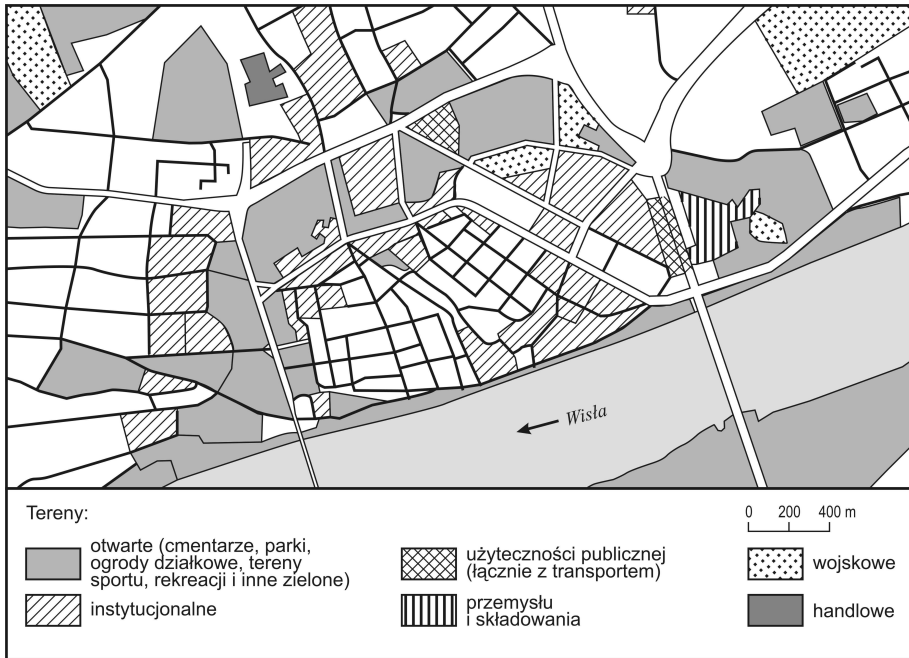 Wisła
Tereny:
otwarte (cmentarze, parki,
ogrody działkowe, tereny
sportu, rekreacji i inne zielone)
instytucjonalne
użyteczności publicznej
(łącznie z transportem)
przemysłu
i składowania
0 200 400 m
wojskowe
handlowe